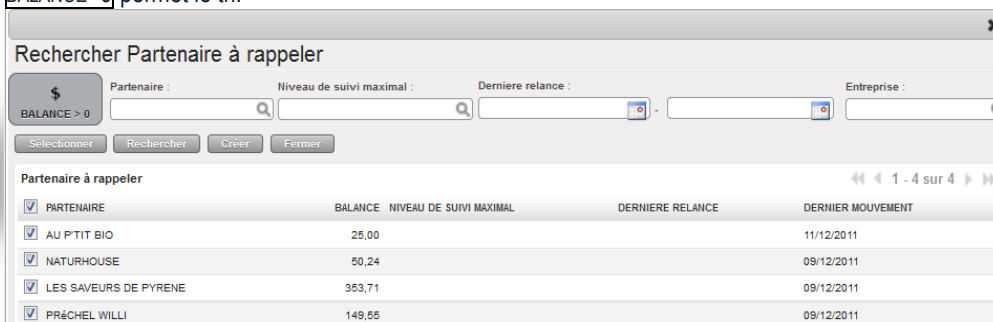 permet le tri
Rechercher Partenaire à rappeler
$
BALANCE > 0
Partenaire :
Niveau de suivi maximal :
Derniere relance :
-
Entreprise :
Sélectionner Rechercher Créer Fermer
Partenaire à rappeler 1 - 4 sur 4
PARTENAIRE BALANCE NIVEAU DE SUIVI MAXIMAL DERNIERE RELANCE DERNIER MOUVEMENT
AU P'TIT BIO 25,00 11/12/2011
NATURHOUSE 50,24 09/12/2011
LES SAVEURS DE PYRENE 353,71 09/12/2011
PRéCHEL WILLI 149,55 09/12/2011